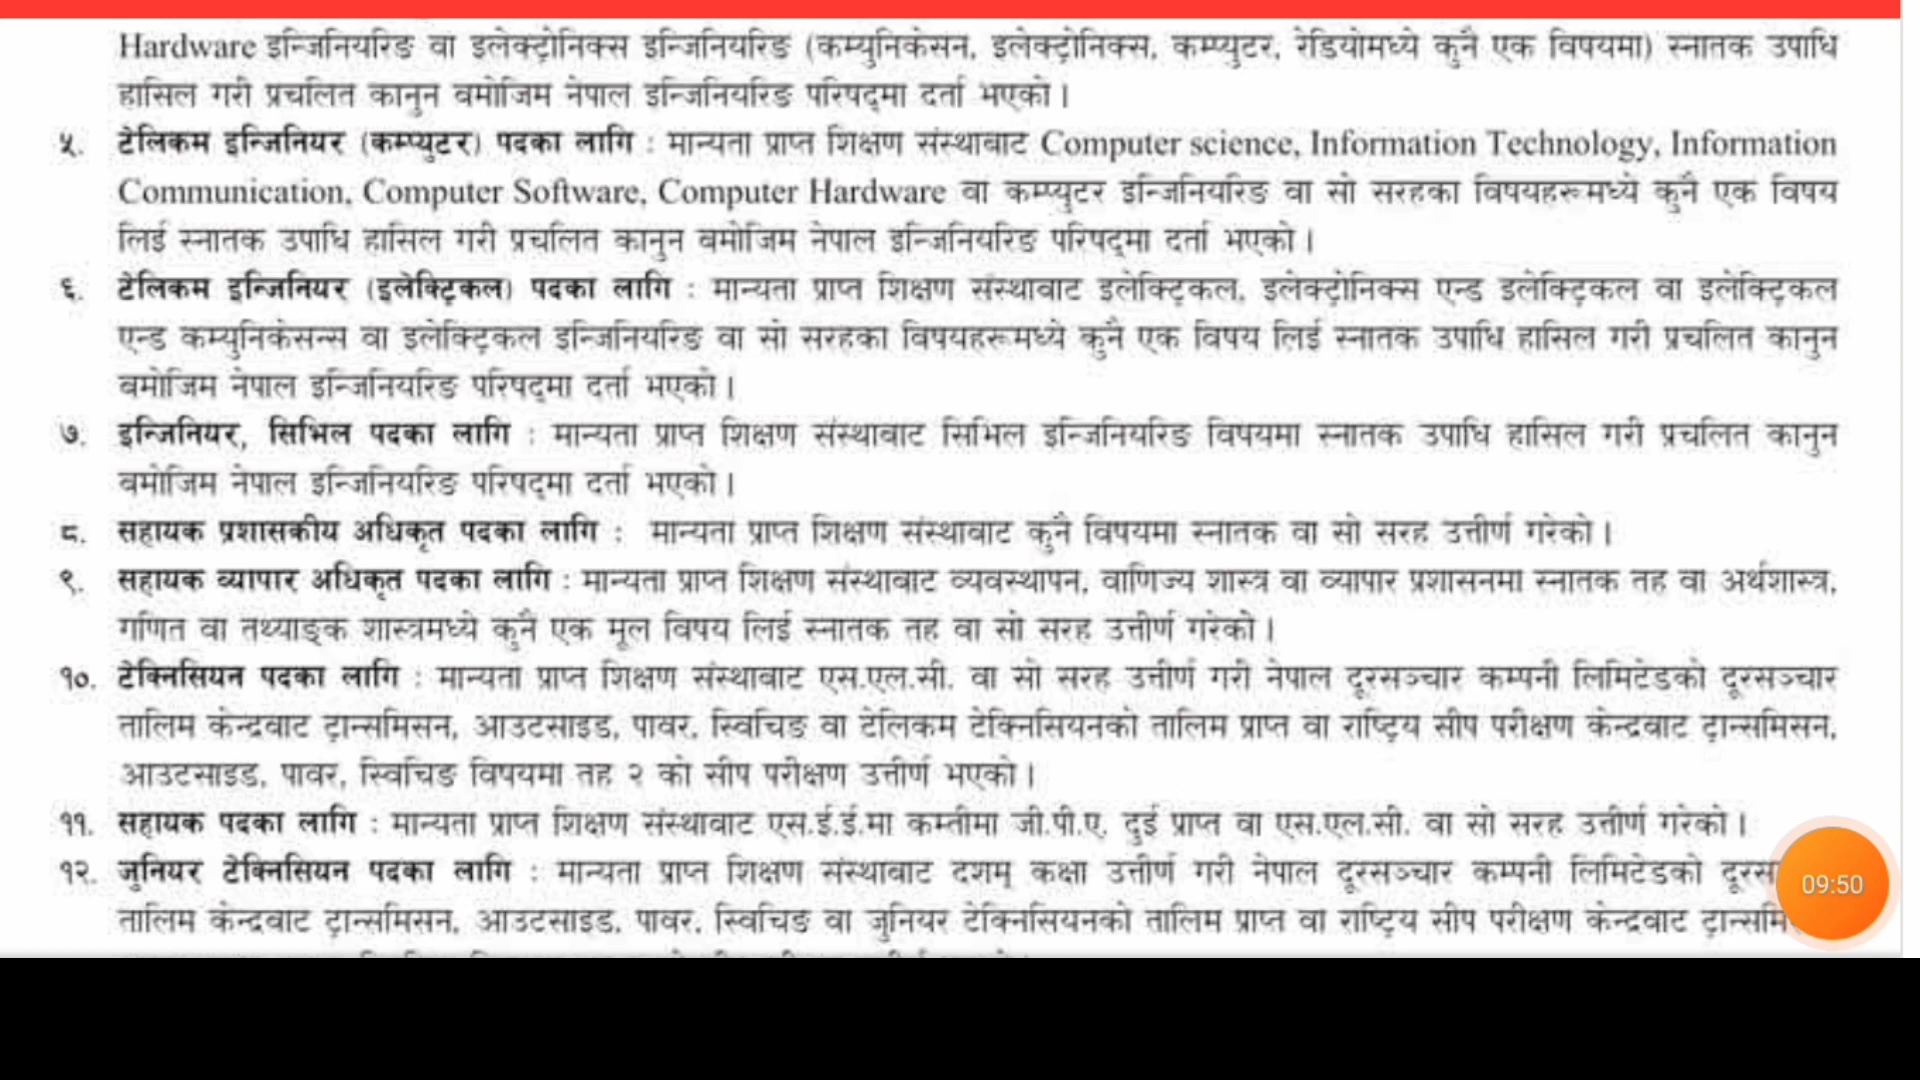 Hardware इन्जिनियरिङ वा इलेक्ट्रोनिक्स इन्जिनियरिङ (कम्युनिकेसन, इलेक्ट्रोनिक्स, कम्प्युटर, रेडियोमध्ये कुनै एक विषयमा) स्नातक उपाधि
हासिल गरी प्रचलित कानुन बमोजिम नेपाल इन्जिनियरिङ परिषद्मा दर्ता भएको।
५. टेलिकम इन्जिनियर (कम्प्युटर) पदका लागि : मान्यता प्राप्त शिक्षण संस्थाबाट Computer science, Information Technology, Information
Communication, Computer Software, Computer Hardware वा कम्प्युटर इन्जिनियरिङ वा सो सरहका विषयहरूमध्ये कुनै एक विषय
लिई स्नातक उपाधि हासिल गरी प्रचलित कानुन बमोजिम नेपाल इन्जिनियरिङ परिषद्मा दर्ता भएको।
६. टेलिकम इन्जिनियर (इलेक्ट्रिकल) पदका लागि : मान्यता प्राप्त शिक्षण संस्थाबाट इलेक्ट्रिकल, इलेक्ट्रोनिक्स एन्ड इलेक्ट्रिकल वा इलेक्ट्रिकल
एन्ड कम्युनिकेसन्स वा इलेक्ट्रिकल इन्जिनियरिङ वा सो सरहका विषयहरूमध्ये कुनै एक विषय लिई स्नातक उपाधि हासिल गरी प्रचलित कानुन
बमोजिम नेपाल इन्जिनियरिङ परिषद्मा दर्ता भएको।
७. इन्जिनियर, सिभिल पदका लागि : मान्यता प्राप्त शिक्षण संस्थाबाट सिभिल इन्जिनियरिङ विषयमा स्नातक उपाधि हासिल गरी प्रचलित कानुन
बमोजिम नेपाल इन्जिनियरिङ परिषद्मा दर्ता भएको।
८. सहायक प्रशासकीय अधिकृत पदका लागि : मान्यता प्राप्त शिक्षण संस्थाबाट कुनै विषयमा स्नातक वा सो सरह उत्तीर्ण गरेको।
९. सहायक व्यापार अधिकृत पदका लागि : मान्यता प्राप्त शिक्षण संस्थाबाट व्यवस्थापन, वाणिज्य शास्त्र वा व्यापार प्रशासनमा स्नातक तह वा अर्थशास्त्र,
गणित वा तथ्याङ्क शास्त्रमध्ये कुनै एक मूल विषय लिई स्नातक तह वा सो सरह उत्तीर्ण गरेको।
१०. टेक्निसियन पदका लागि : मान्यता प्राप्त शिक्षण संस्थाबाट एस.एल.सी. वा सो सरह उत्तीर्ण गरी नेपाल दूरसञ्चार कम्पनी लिमिटेडको दूरसञ्चार
तालिम केन्द्रबाट ट्रान्समिसन, आउटसाइड, पावर, स्विचिङ वा टेलिकम टेक्निसियनको तालिम प्राप्त वा राष्ट्रिय सीप परीक्षण केन्द्रबाट ट्रान्समिसन,
आउटसाइड, पावर, स्विचिङ विषयमा तह २ को सीप परीक्षण उत्तीर्ण भएको।
११. सहायक पदका लागि : मान्यता प्राप्त शिक्षण संस्थाबाट एस.ई.ई.मा कम्तीमा जी.पी.ए. दुई प्राप्त वा एस.एल.सी. वा सो सरह उत्तीर्ण गरेको।
१२. जुनियर टेक्निसियन पदका लागि : मान्यता प्राप्त शिक्षण संस्थाबाट दशम् कक्षा उत्तीर्ण गरी नेपाल दूरसञ्चार कम्पनी लिमिटेडको दूरस
तालिम केन्द्रबाट ट्रान्समिसन, आउटसाइड, पावर, स्विचिङ वा जुनियर टेक्निसियनको तालिम प्राप्त वा राष्ट्रिय सीप परीक्षण केन्द्रबाट ट्रान्समि
09:50